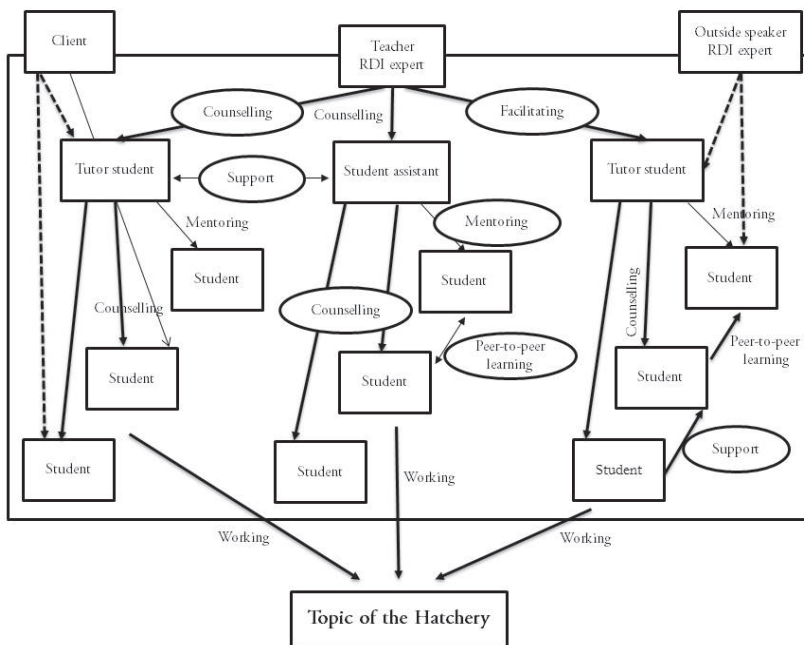 Client
Teacher
RDI expert
Outside speaker
RDI expert
Counselling
Counselling
Facilitating
Tutor student
Support
Student assistant
Tutor student
Mentoring
Mentoring
Mentoring
Student
Student
Student
Counselling
Counselling
Counselling
Student
Student
Peer-to-peer
learning
Student
Peer-to-peer
learning
Student
Student
Student
Support
Working
Working
Working
Topic of the Hatchery